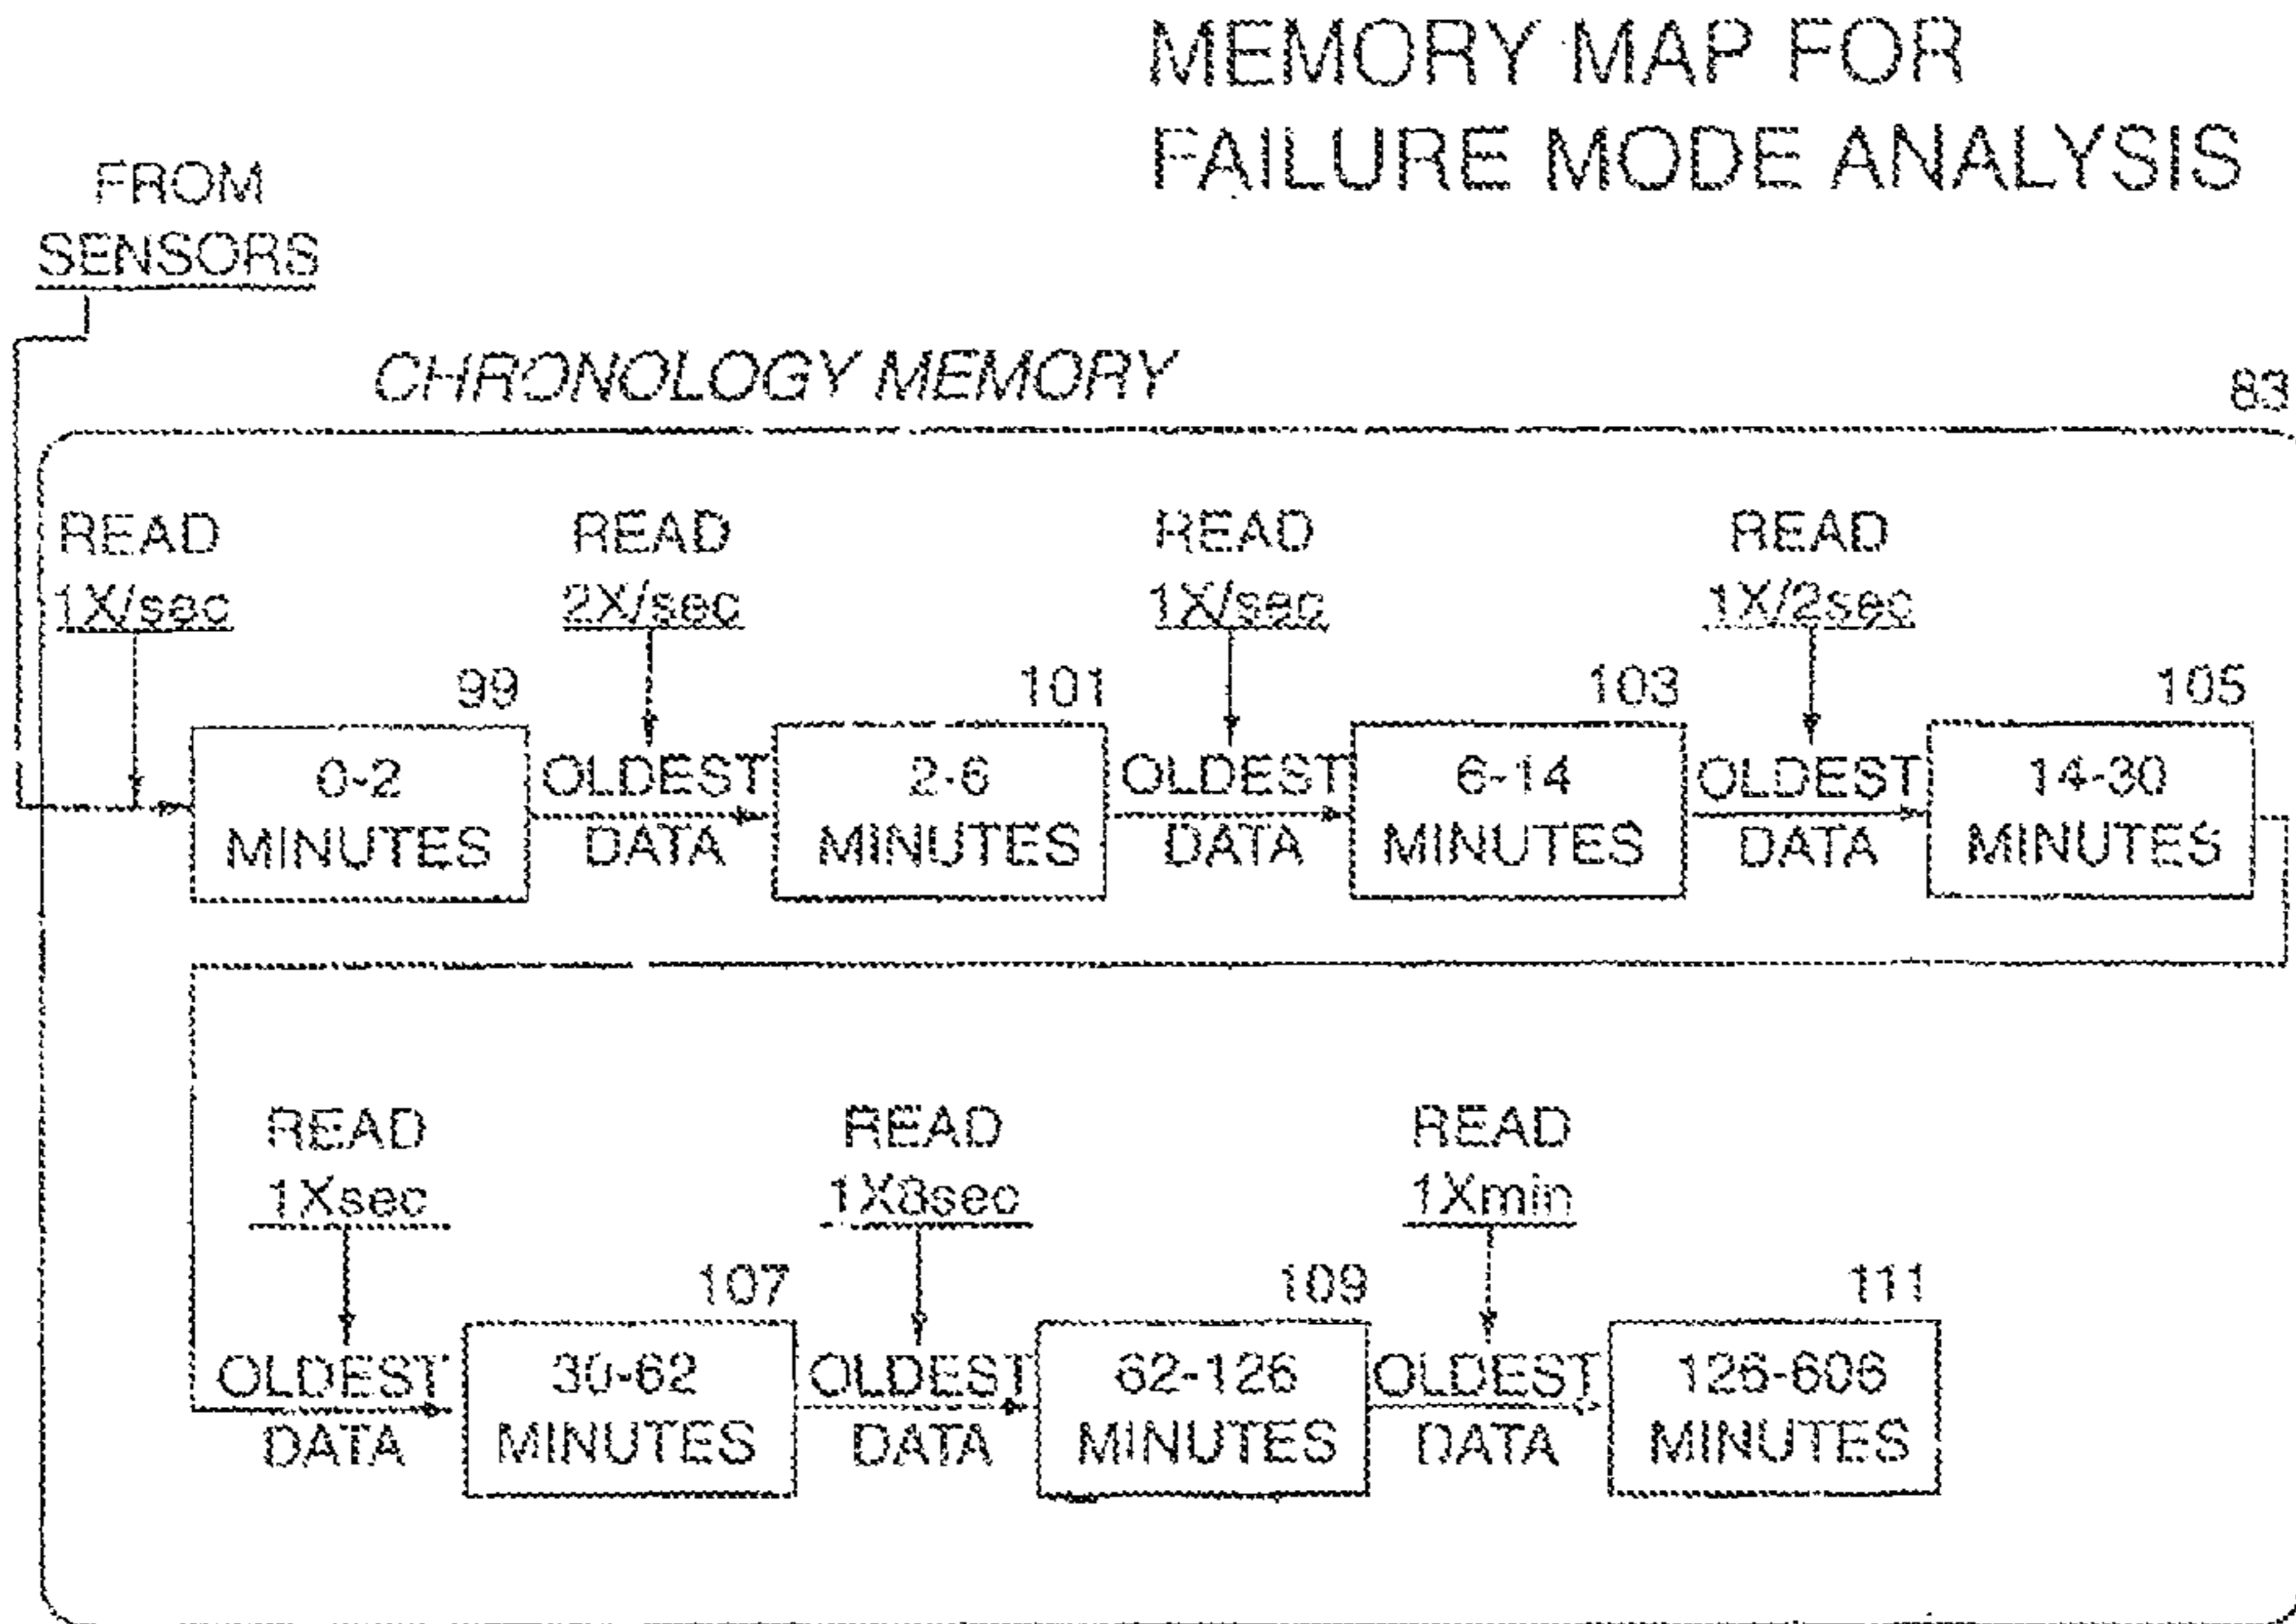 MEMORY MAP FOR
FAILURE MODE ANALYSIS
FROM
SENSORS
CHRONOLOGY MEMORY
83
READ
1X/sec
READ
2X/sec
READ
1X/sec
READ
1X/2sec
99
101
103
105
0-2
MINUTES
OLDEST
DATA
2-6
MINUTES
OLDEST
DATA
6-14
MINUTES
OLDEST
DATA
14-30
MINUTES
READ
1Xsec
READ
1X8sec
READ
1Xmin
107
109
111
OLDEST
DATA
30-62
MINUTES
OLDEST
DATA
62-126
MINUTES
OLDEST
DATA
126-606
MINUTES